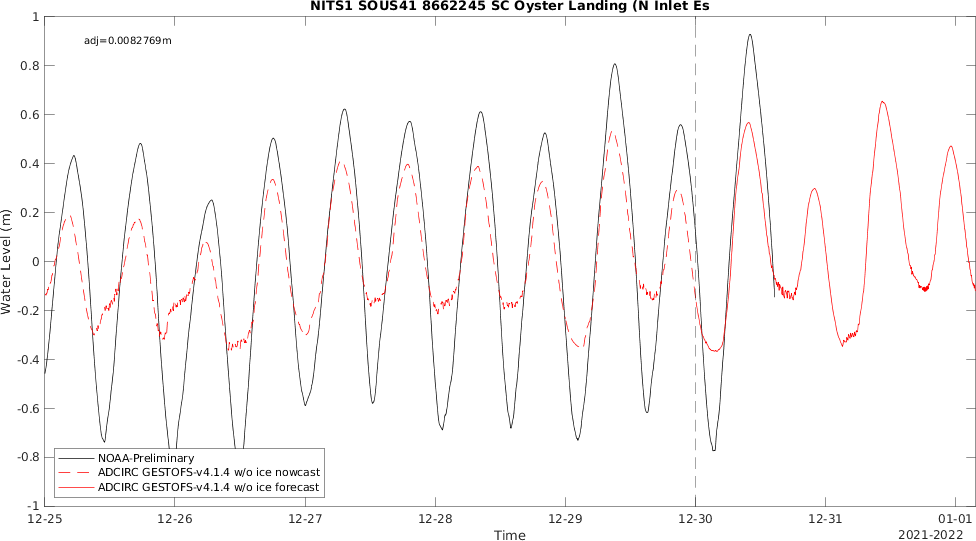 NITS1 SOUS41 8662245 SC Oyster Landing (N Inlet Es
adj=0.0082769m
Water Level (m)
1
0.8
0.6
0.4
0.2
0
-0.2
-0.4
-0.6
-0.8
-1
NOAA-Preliminary
ADCIRC GESTOFS-v4.1.4 w/o ice nowcast
ADCIRC GESTOFS-v4.1.4 w/o ice forecast
12-25 12-26 12-27 12-28 12-29 12-30 12-31 01-01
Time
2021-2022